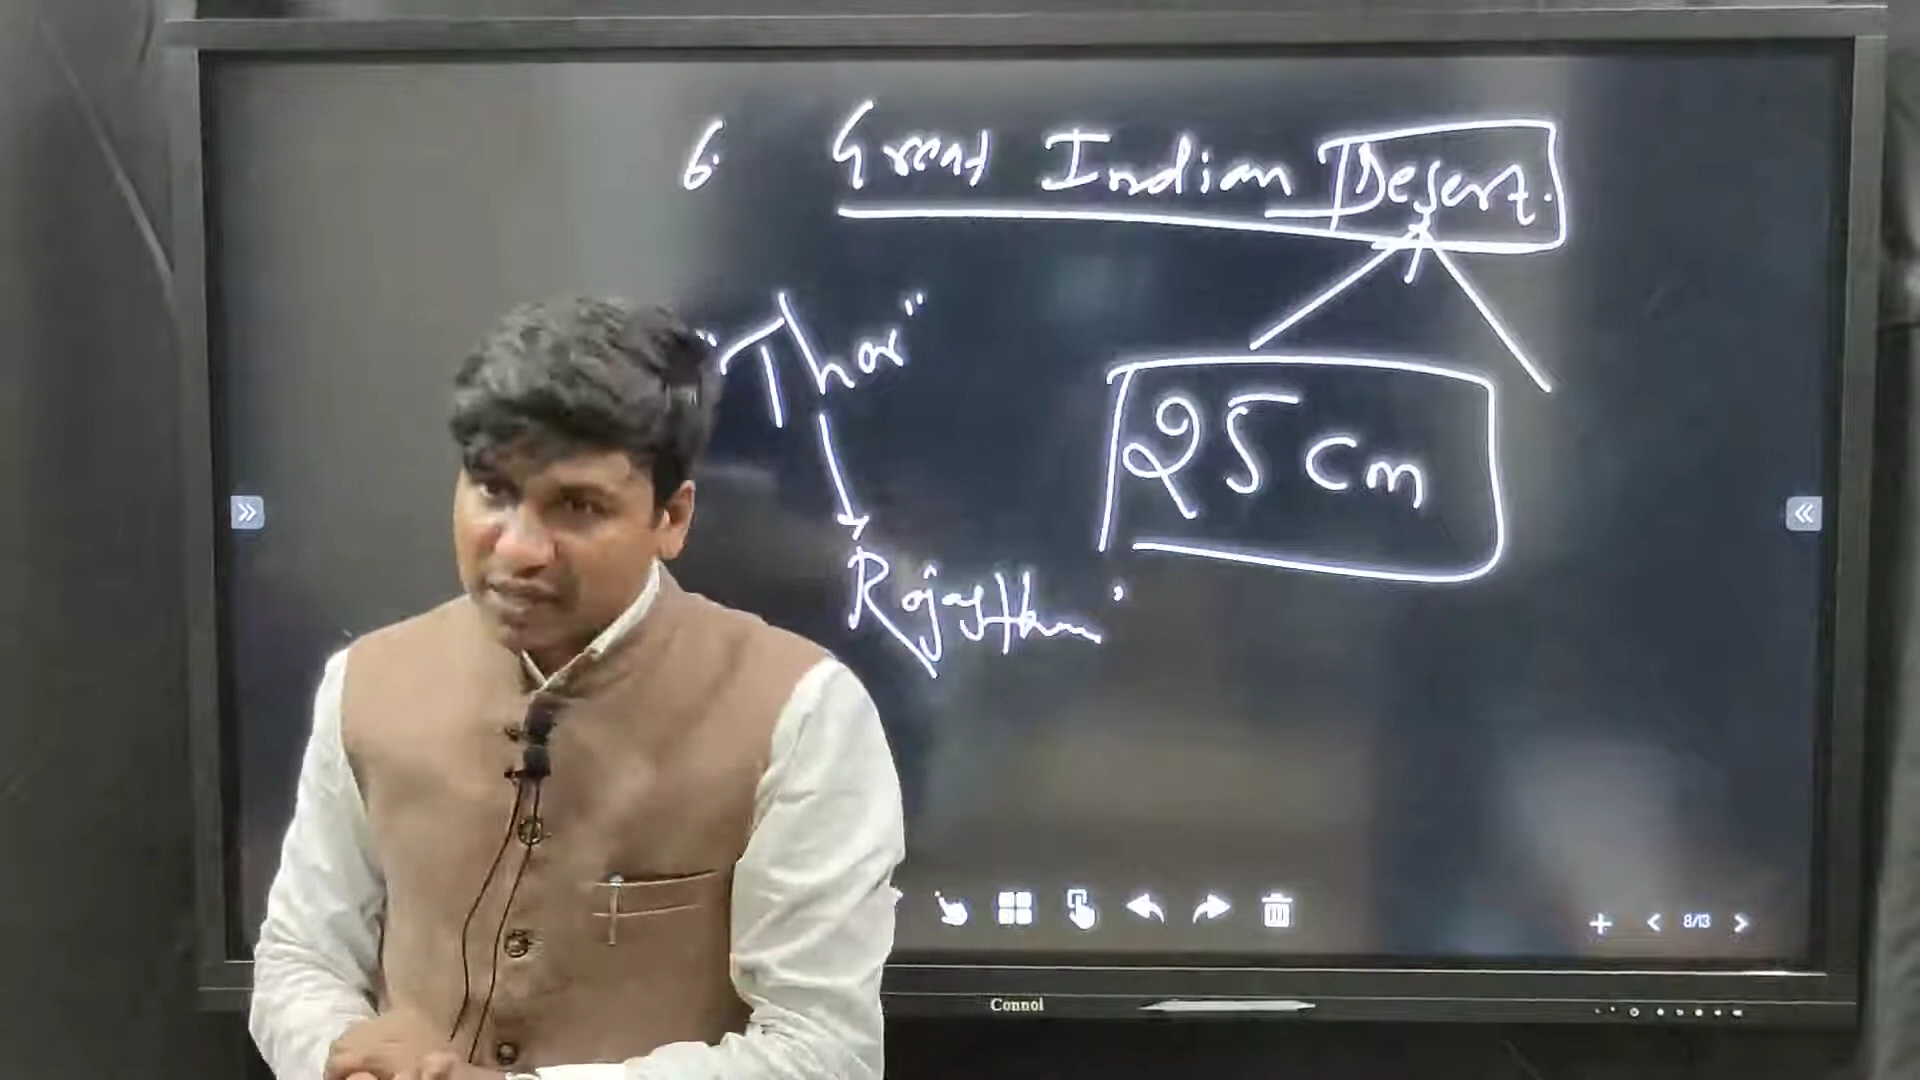 6. Great Indian Desert.
"Thar"
25 cm
Rajasthan
8/13
Connol